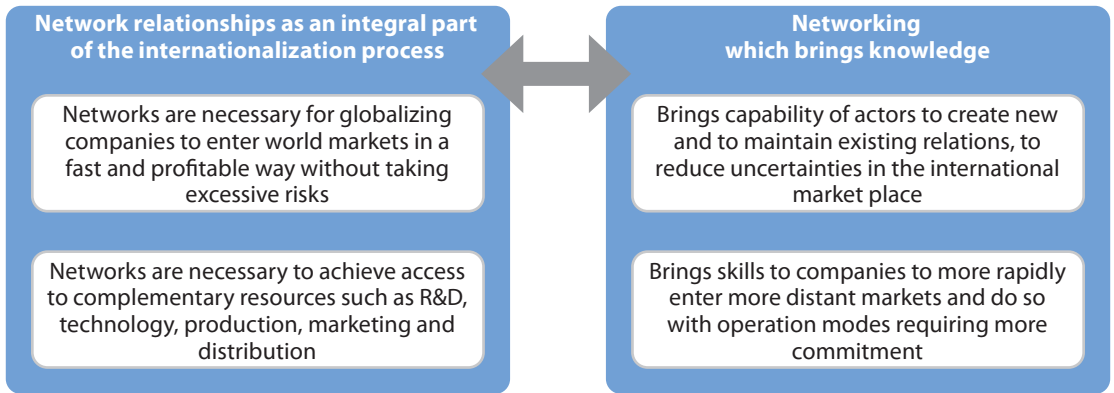 Network relationships as an integral part
of the internationalization process
Networks are necessary for globalizing
companies to enter world markets in a
fast and profitable way without taking
excessive risks
Networks are necessary to achieve access
to complementary resources such as R&D,
technology, production, marketing and
distribution
Networking
which brings knowledge
Brings capability of actors to create new
and to maintain existing relations, to
reduce uncertainties in the international
market place
Brings skills to companies to more rapidly
enter more distant markets and do so
with operation modes requiring more
commitment